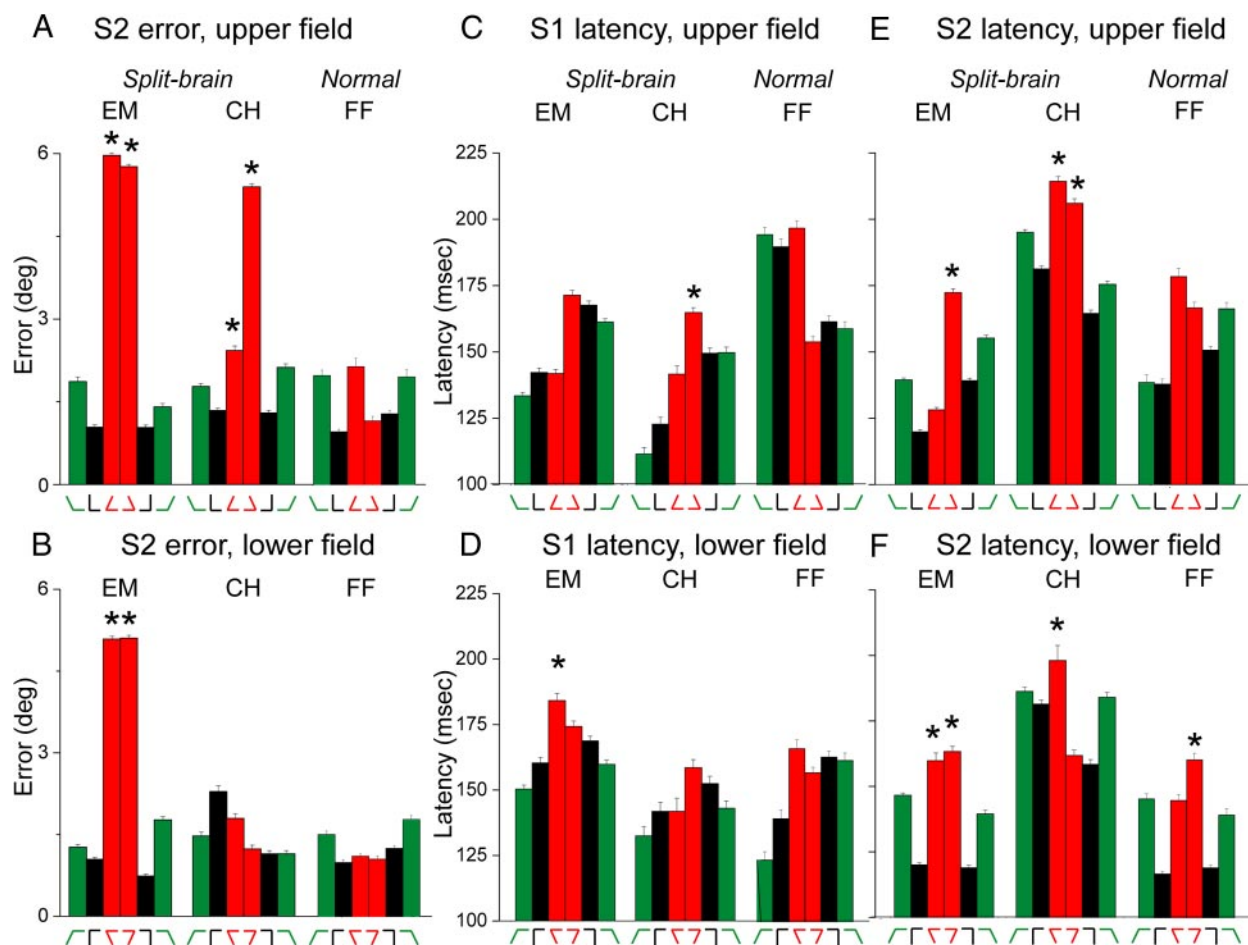 A S2 error, upper field
Split-brain Normal
EM CH FF
* * * *
6
3
0
Error (deg)
C S1 latency, upper field
Split-brain Normal
EM CH FF
*
225
200
175
150
125
100
Latency (msec)
E S2 latency, upper field
Split-brain Normal
EM CH FF
* * *
B S2 error, lower field
EM CH FF
* *
6
3
0
Error (deg)
D S1 latency, lower field
EM CH FF
*
225
200
175
150
125
100
Latency (msec)
F S2 latency, lower field
EM CH FF
* * * *